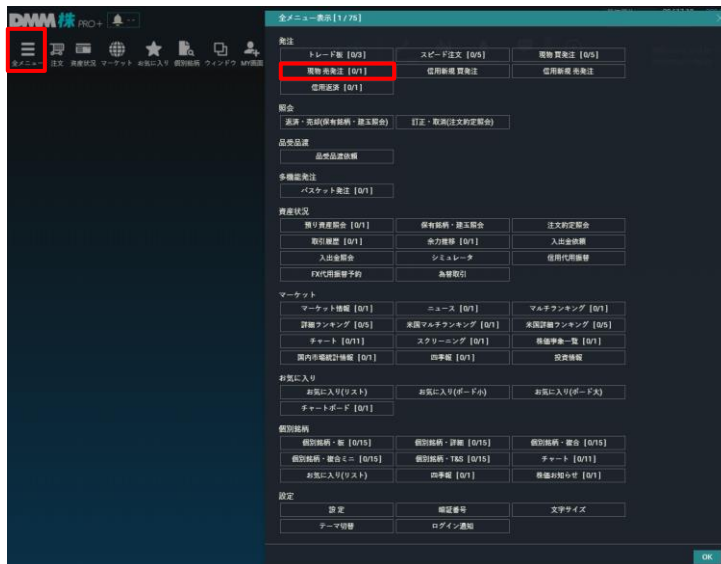 DMM 株 PRO+
全メニュー 注文 資産状況 マーケット お気に入り 個別銘柄 ウィンドウ MY画面
全メニュー表示 [1/75]
発注
トレード板 [0/3] スピード注文 [0/5] 現物 買発注 [0/5]
現物 売発注 [0/1] 信用新規 買発注 信用新規 売発注
信用返済 [0/1]
照会
返済・売却(保有銘柄・建玉照会) 訂正・取消(注文約定照会)
品受品渡
品受品渡依頼
多機能発注
バスケット発注 [0/1]
資産状況
預り資産照会 [0/1] 保有銘柄・建玉照会 注文約定照会
取引履歴 [0/1] 余力推移 [0/1] 入出金依頼
入出金照会 シミュレータ 信用代用振替
FX代用振替予約 為替取引
マーケット
マーケット情報 [0/1] ニュース [0/1] マルチランキング [0/1]
詳細ランキング [0/5] 米国マルチランキング [0/1] 米国詳細ランキング [0/5]
チャート [0/11] スクリーニング [0/1] 株価事象一覧 [0/1]
国内市場統計情報 [0/1] 四季報 [0/1] 投資情報
お気に入り
お気に入り(リスト) お気に入り(ボード小) お気に入り(ボード大)
チャートボード [0/1]
個別銘柄
個別銘柄・板 [0/15] 個別銘柄・詳細 [0/15] 個別銘柄・複合 [0/15]
個別銘柄・複合ミニ [0/15] 個別銘柄・T&S [0/15] チャート [0/11]
お気に入り(リスト) 四季報 [0/1] 株価お知らせ [0/1]
設定
設定 暗証番号 文字サイズ
テーマ切替 ログイン通知
OK